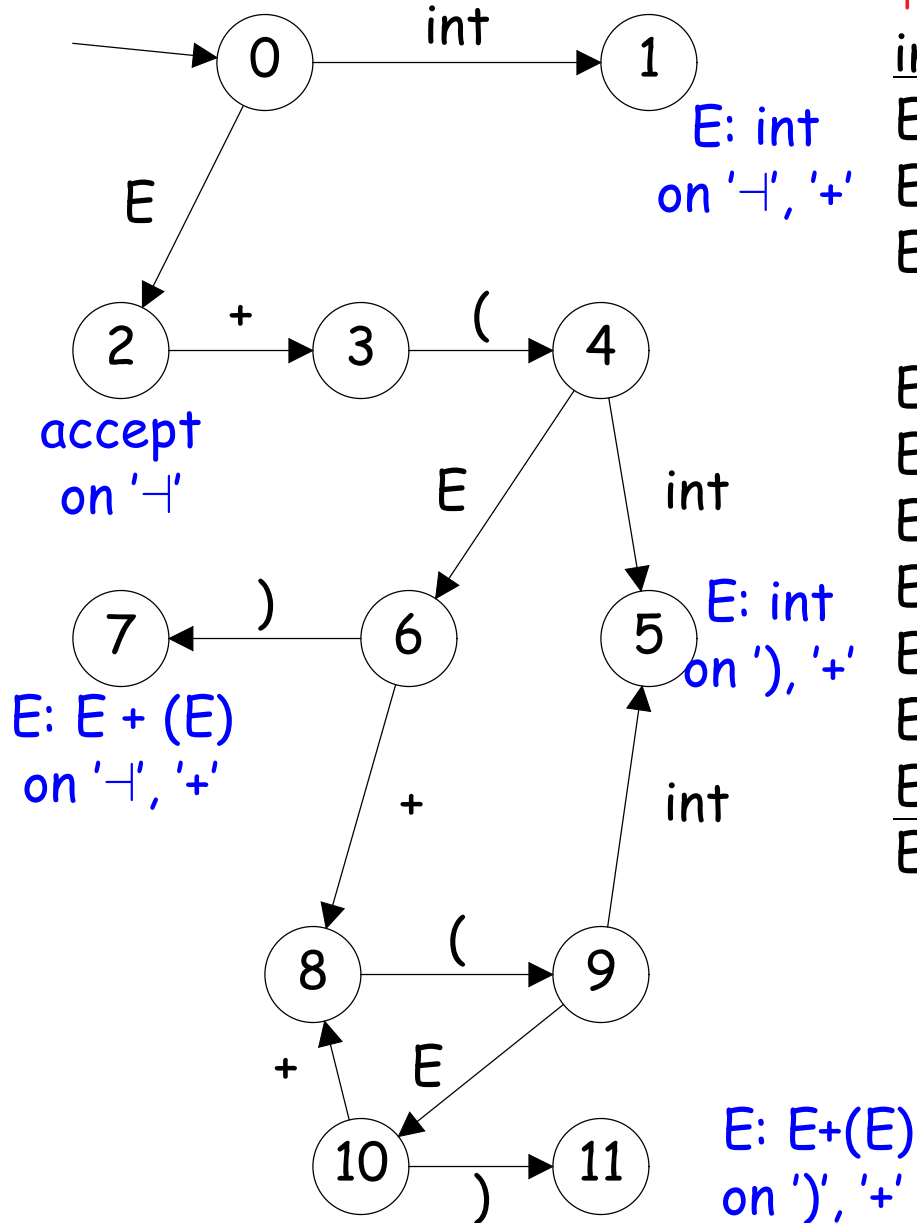 int
0
1
E: int
on '⊣', '+'
E
+
(
2
3
4
accept
on '⊣'
E
int
)
7
6
5
E: int
on '), '+'
E: E + (E)
on '⊣', '+'
+
int
(
8
9
+
E
10
11
)
E: E+(E)
on ')', '+'
E
E
E
E
E
E
E
E
E
E
E